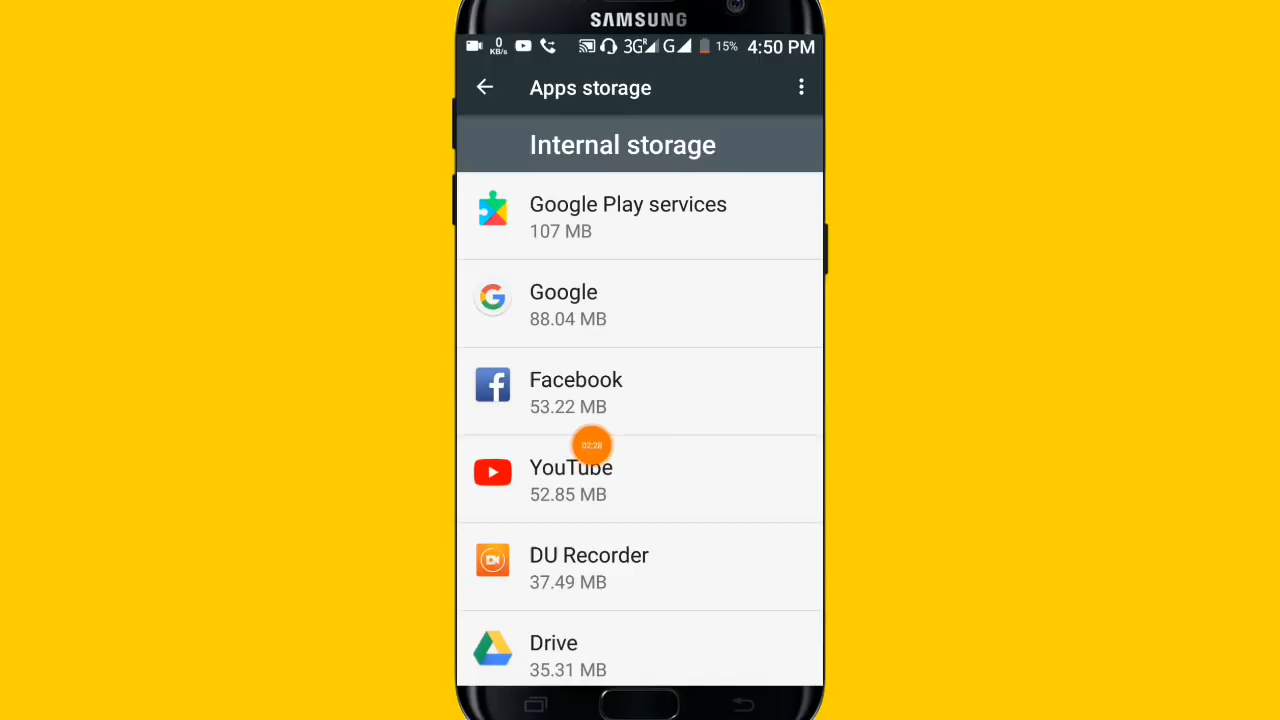 SAMSUNG
0 KB/s 3G R G 15% 4:50 PM
Apps storage
Internal storage
Google Play services
107 MB
Google
88.04 MB
Facebook
53.22 MB
02:28
YouTube
52.85 MB
DU Recorder
37.49 MB
Drive
35.31 MB